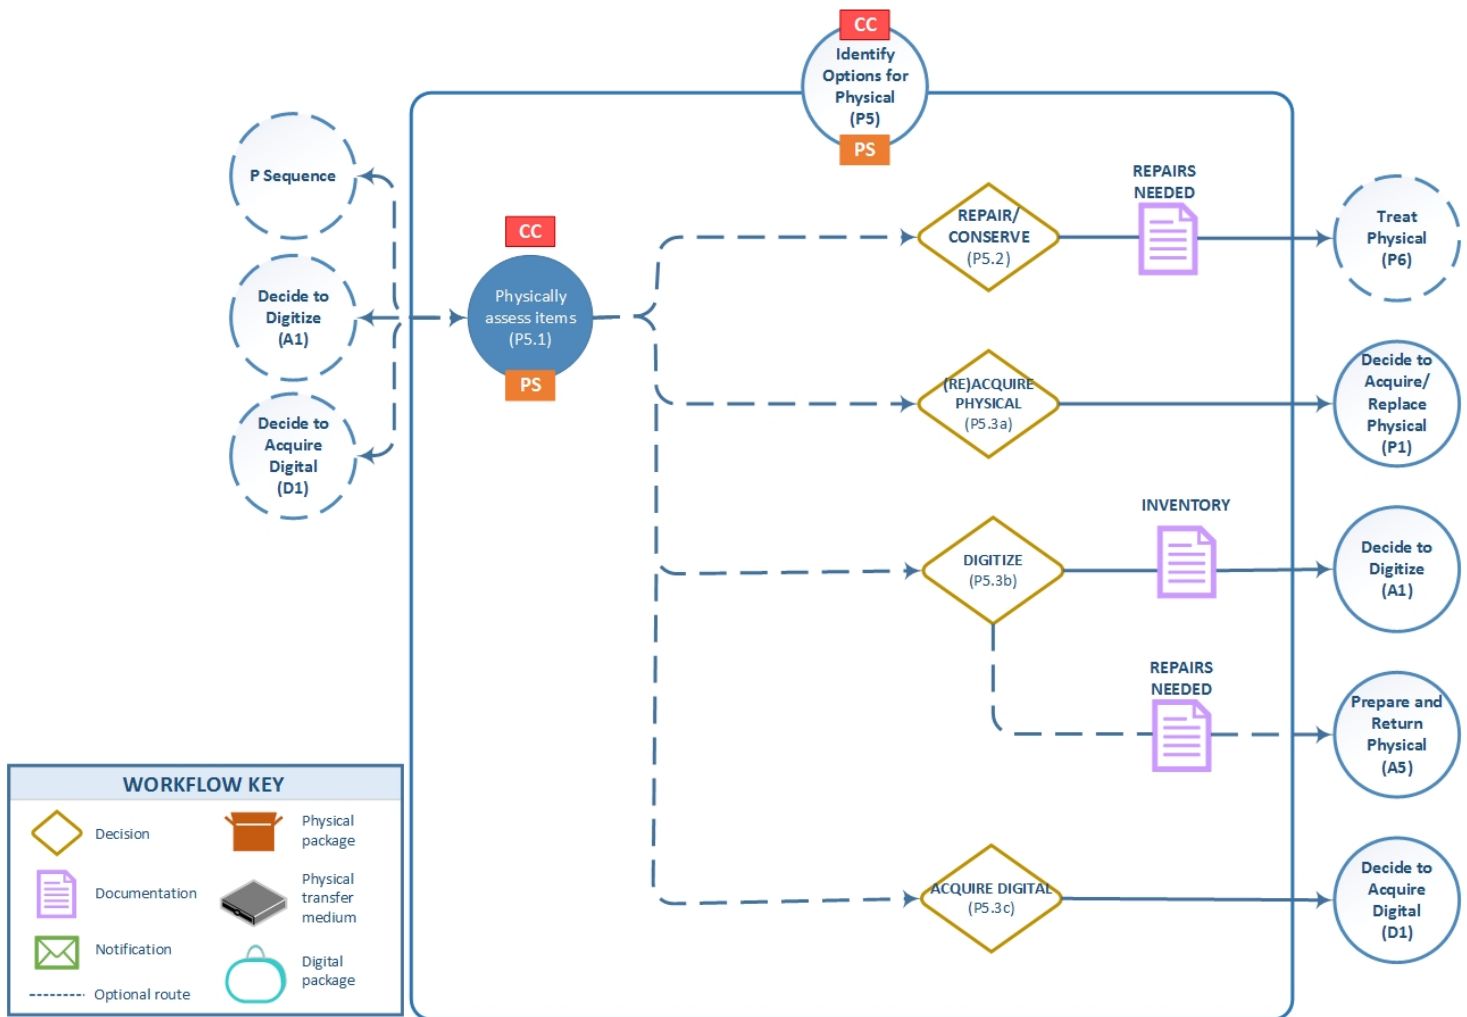 CC
Identify
Options for
Physical
(P5)
PS
P Sequence
Decide to
Digitize
(A1)
Decide to
Acquire
Digital
(D1)
CC
Physically
assess items
(P5.1)
PS
REPAIR/
CONSERVE
(P5.2)
REPAIRS
NEEDED
Treat
Physical
(P6)
(RE)ACQUIRE
PHYSICAL
(P5.3a)
Decide to
Acquire/
Replace
Physical
(P1)
DIGITIZE
(P5.3b)
INVENTORY
Decide to
Digitize
(A1)
REPAIRS
NEEDED
Prepare and
Return
Physical
(A5)
ACQUIRE DIGITAL
(P5.3c)
Decide to
Acquire
Digital
(D1)
WORKFLOW KEY
Decision
Documentation
Notification
Optional route
Physical
package
Physical
transfer
medium
Digital
package